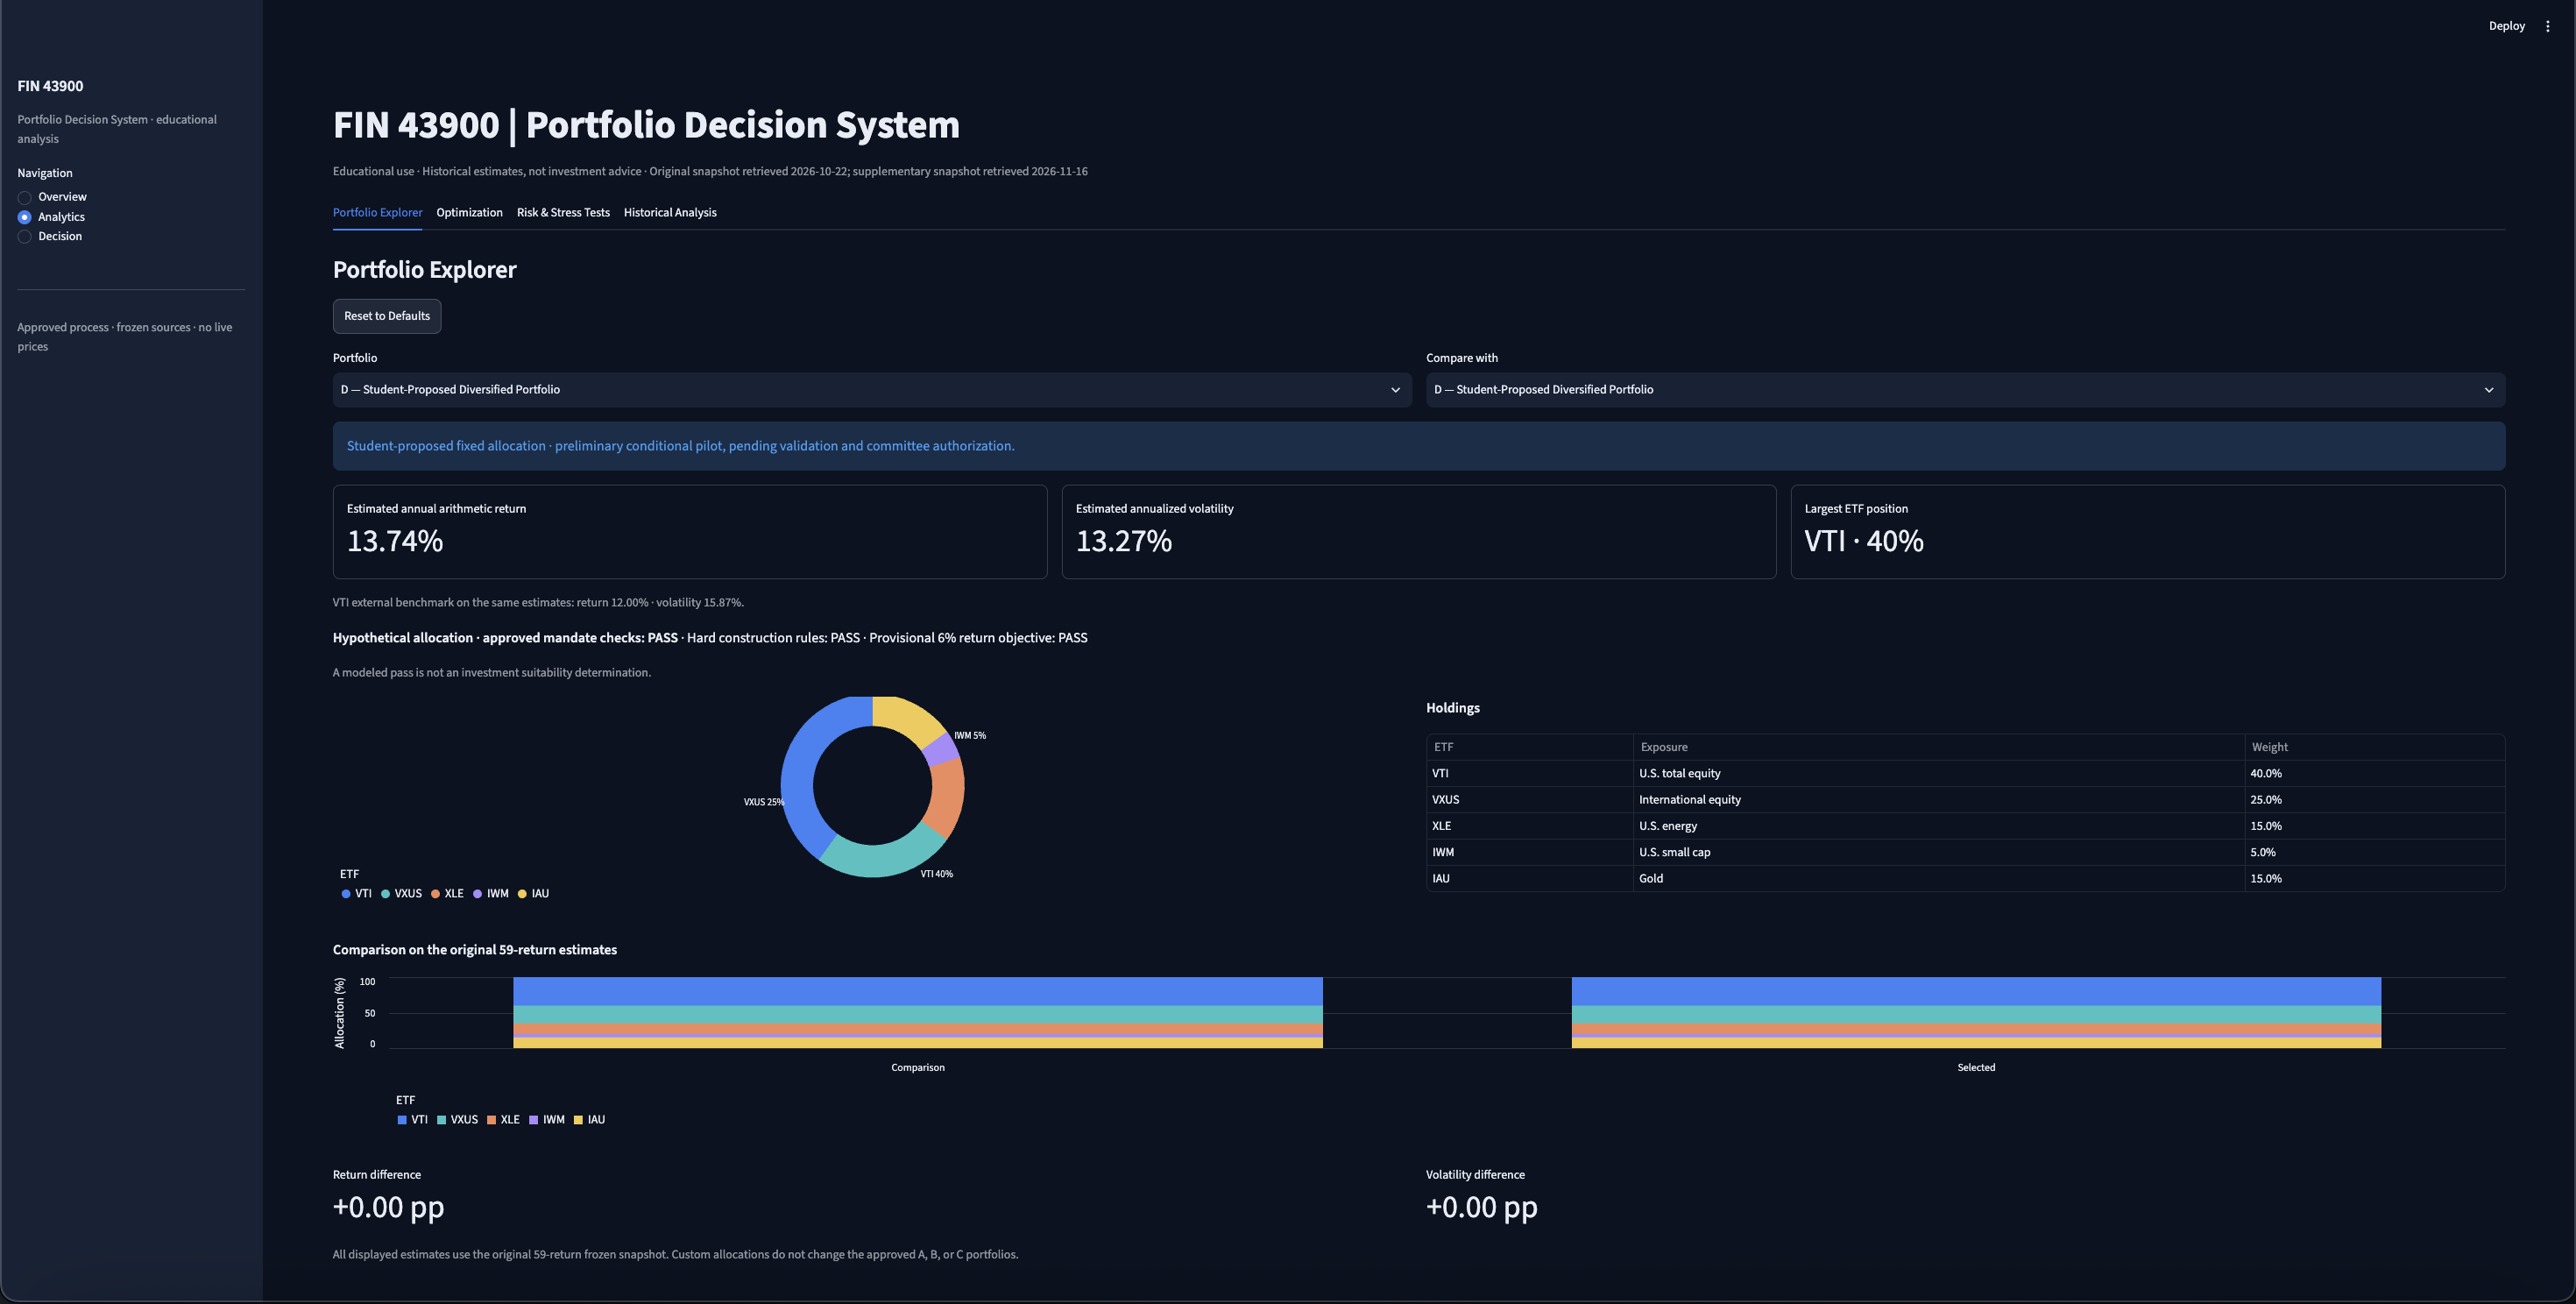 Deploy
FIN 43900
Portfolio Decision System · educational
analysis
Navigation
Overview
Analytics
Decision
Approved process · frozen sources · no live
prices
FIN 43900 | Portfolio Decision System
Educational use · Historical estimates, not investment advice · Original snapshot retrieved 2026-10-22; supplementary snapshot retrieved 2026-11-16
Portfolio Explorer Optimization Risk & Stress Tests Historical Analysis
Portfolio Explorer
Reset to Defaults
Portfolio
D — Student-Proposed Diversified Portfolio
Compare with
D — Student-Proposed Diversified Portfolio
Student-proposed fixed allocation · preliminary conditional pilot, pending validation and committee authorization.
Estimated annual arithmetic return
13.74%
Estimated annualized volatility
13.27%
Largest ETF position
VTI · 40%
VTI external benchmark on the same estimates: return 12.00% · volatility 15.87%.
Hypothetical allocation · approved mandate checks: PASS · Hard construction rules: PASS · Provisional 6% return objective: PASS
A modeled pass is not an investment suitability determination.
IWM 5%
VXUS 25%
VTI 40%
ETF
VTI VXUS XLE IWM IAU
Holdings
ETF Exposure Weight
VTI U.S. total equity 40.0%
VXUS International equity 25.0%
XLE U.S. energy 15.0%
IWM U.S. small cap 5.0%
IAU Gold 15.0%
Comparison on the original 59-return estimates
Allocation (%)
100
50
0
Comparison Selected
ETF
VTI VXUS XLE IWM IAU
Return difference
+0.00 pp
Volatility difference
+0.00 pp
All displayed estimates use the original 59-return frozen snapshot. Custom allocations do not change the approved A, B, or C portfolios.